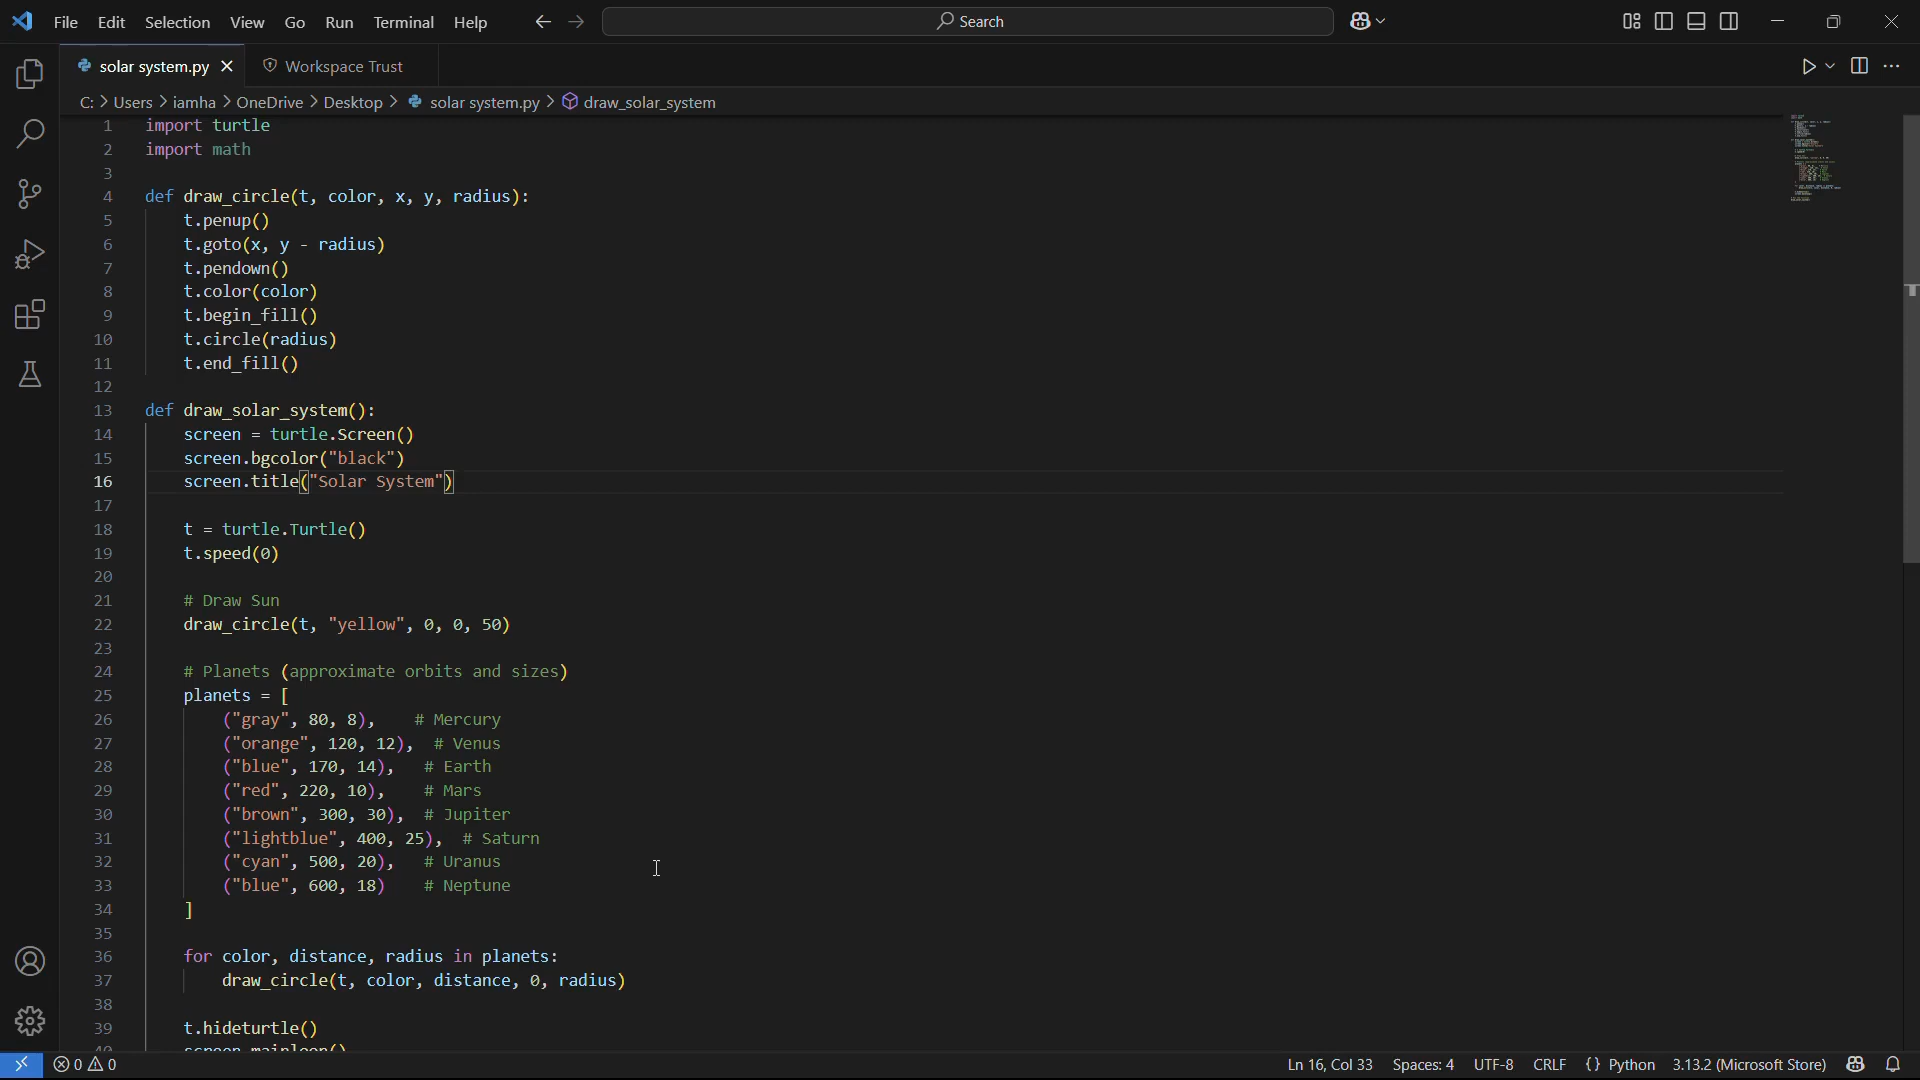 File Edit Selection View Go Run Terminal Help Search
solar system.py Workspace Trust
C: > Users > iamha > OneDrive > Desktop > solar system.py > draw_solar_system
1 import turtle
2 import math
3
4 def draw_circle(t, color, x, y, radius):
5     t.penup()
6     t.goto(x, y - radius)
7     t.pendown()
8     t.color(color)
9     t.begin_fill()
10     t.circle(radius)
11     t.end_fill()
12
13 def draw_solar_system():
14     screen = turtle.Screen()
15     screen.bgcolor("black")
16     screen.title("Solar System")
17
18     t = turtle.Turtle()
19     t.speed(0)
20
21     # Draw Sun
22     draw_circle(t, "yellow", 0, 0, 50)
23
24     # Planets (approximate orbits and sizes)
25     planets = [
26         ("gray", 80, 8),    # Mercury
27         ("orange", 120, 12),  # Venus
28         ("blue", 170, 14),   # Earth
29         ("red", 220, 10),    # Mars
30         ("brown", 300, 30),  # Jupiter
31         ("lightblue", 400, 25),  # Saturn
32         ("cyan", 500, 20),   # Uranus
33         ("blue", 600, 18)    # Neptune
34     ]
35
36     for color, distance, radius in planets:
37         draw_circle(t, color, distance, 0, radius)
38
39     t.hideturtle()
40     screen.mainloop()
0 0 Ln 16, Col 33 Spaces: 4 UTF-8 CRLF {} Python 3.13.2 (Microsoft Store)